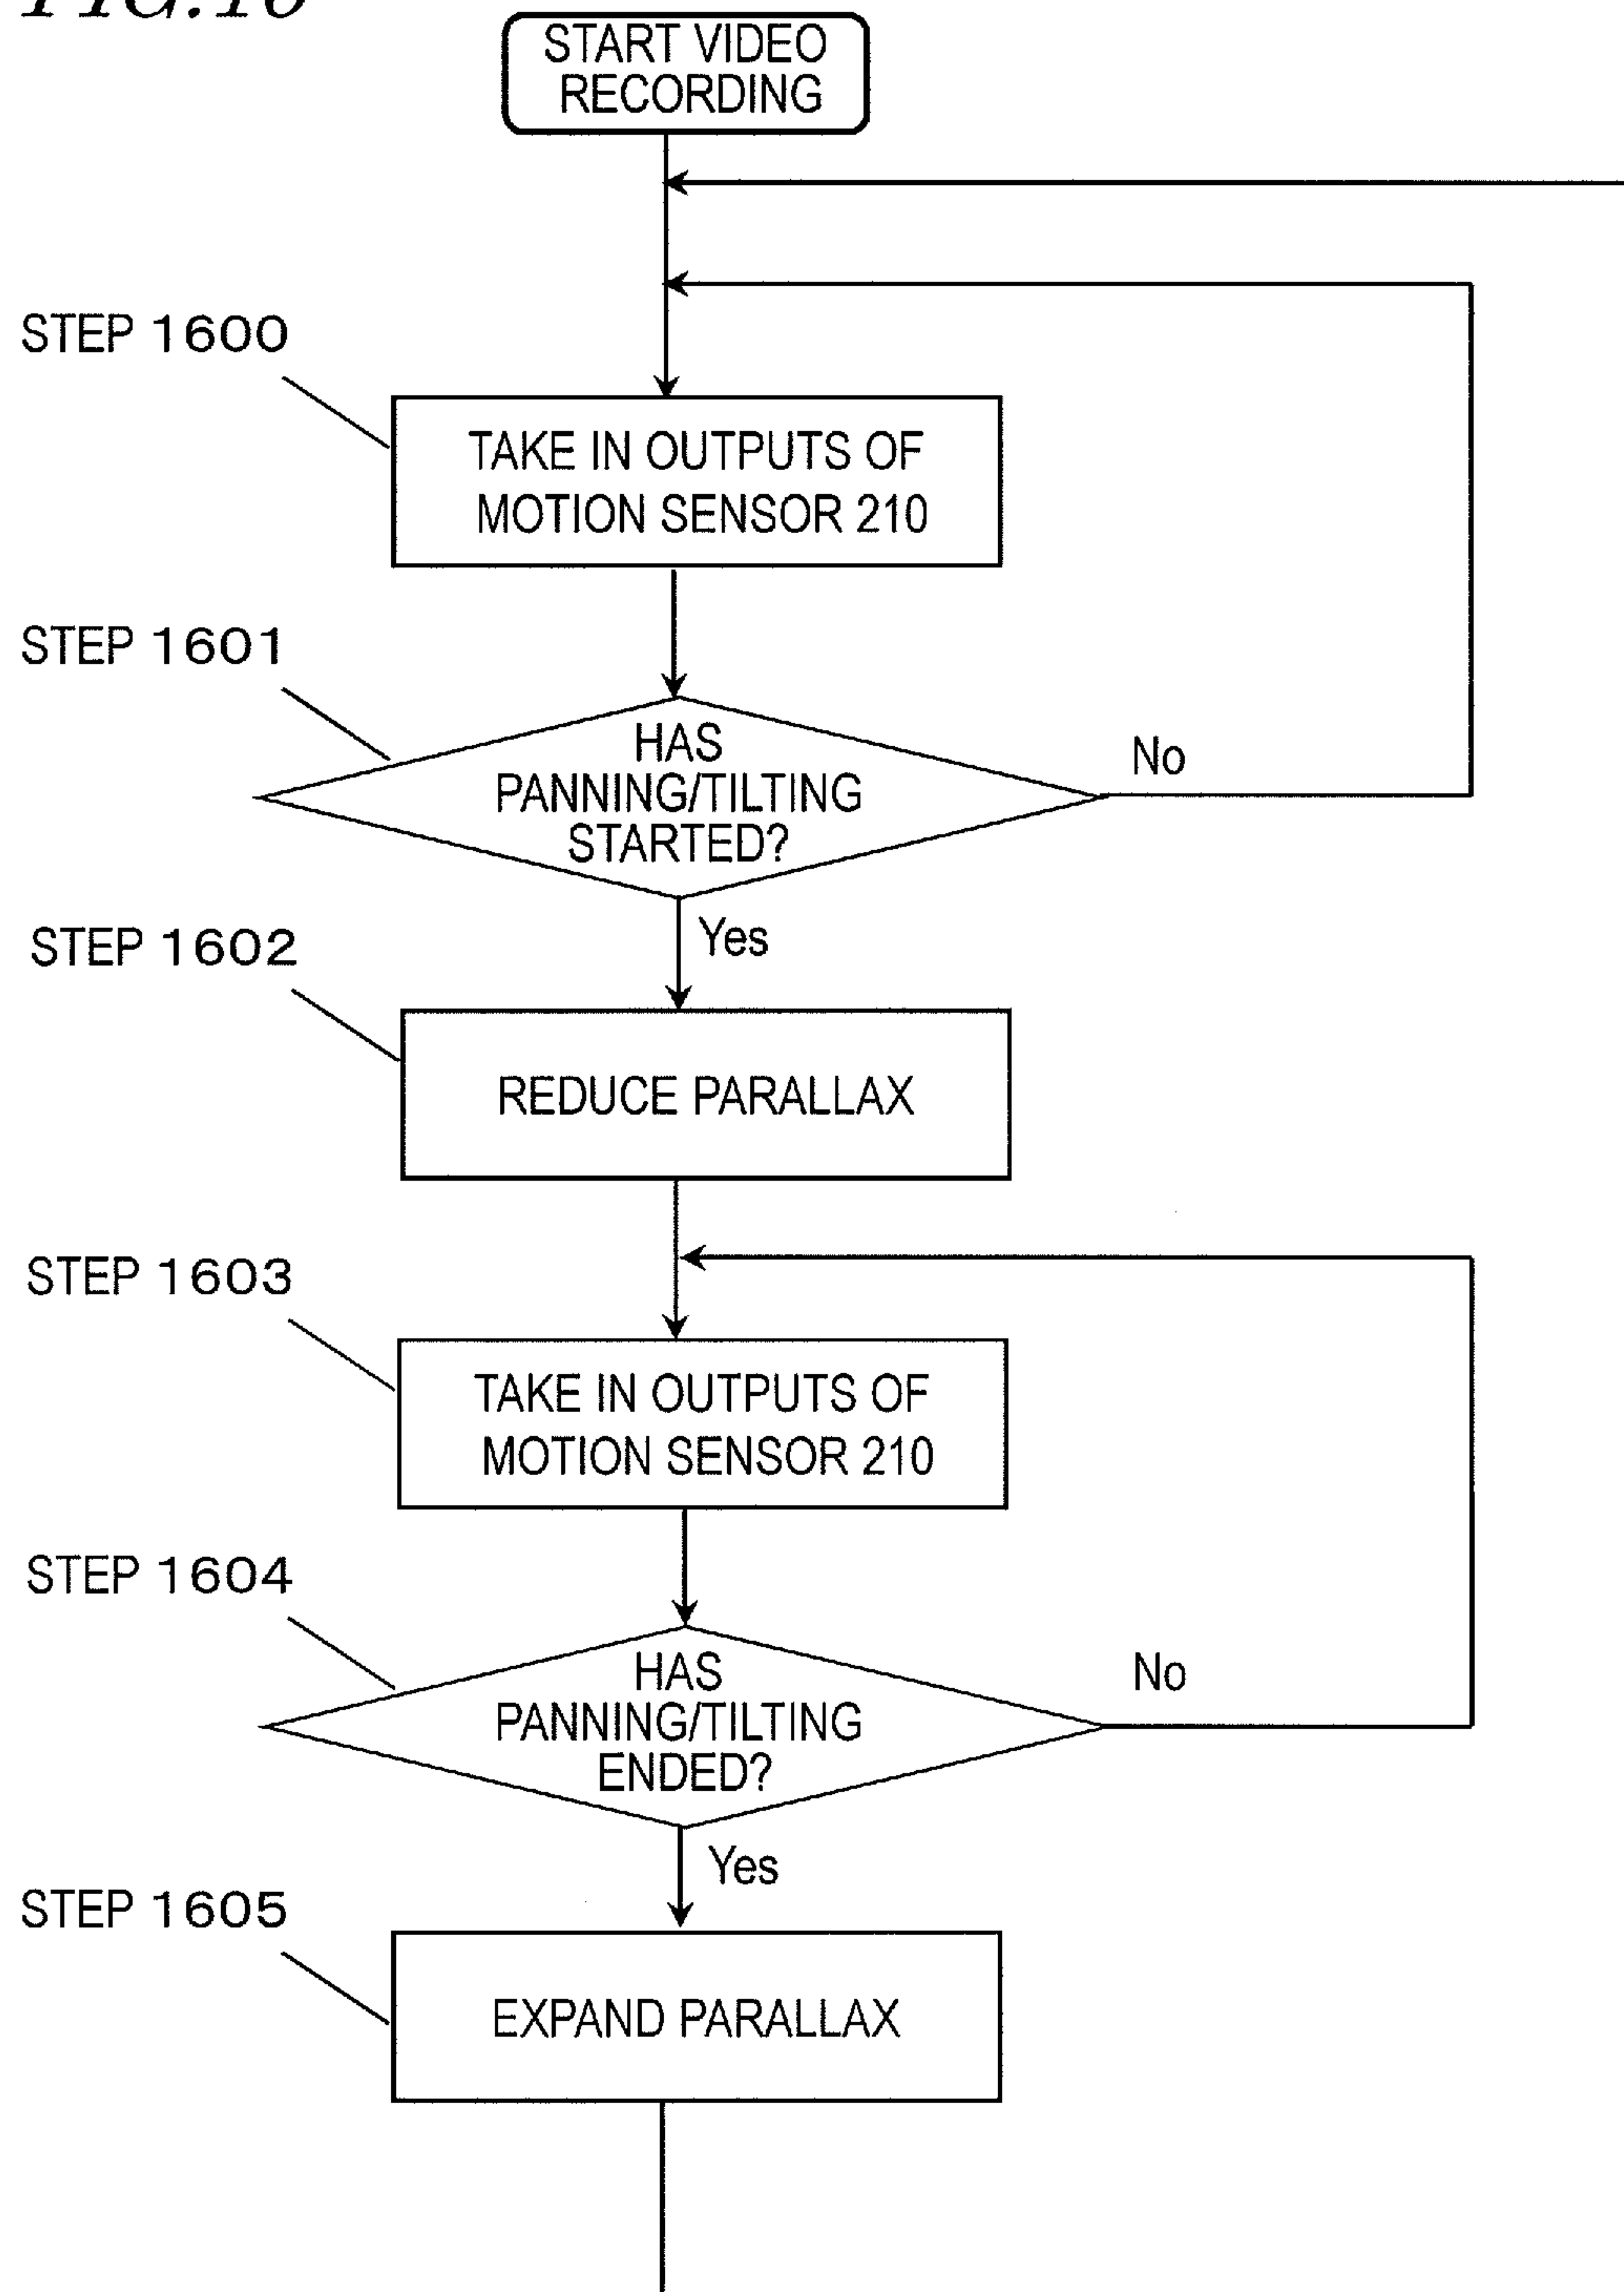 START VIDEO
RECORDING
STEP 1600
TAKE IN OUTPUTS OF
MOTION SENSOR 210
STEP 1601
HAS
PANNING/TILTING
STARTED?
No
Yes
STEP 1602
REDUCE PARALLAX
STEP 1603
TAKE IN OUTPUTS OF
MOTION SENSOR 210
STEP 1604
HAS
PANNING/TILTING
ENDED?
No
Yes
STEP 1605
EXPAND PARALLAX